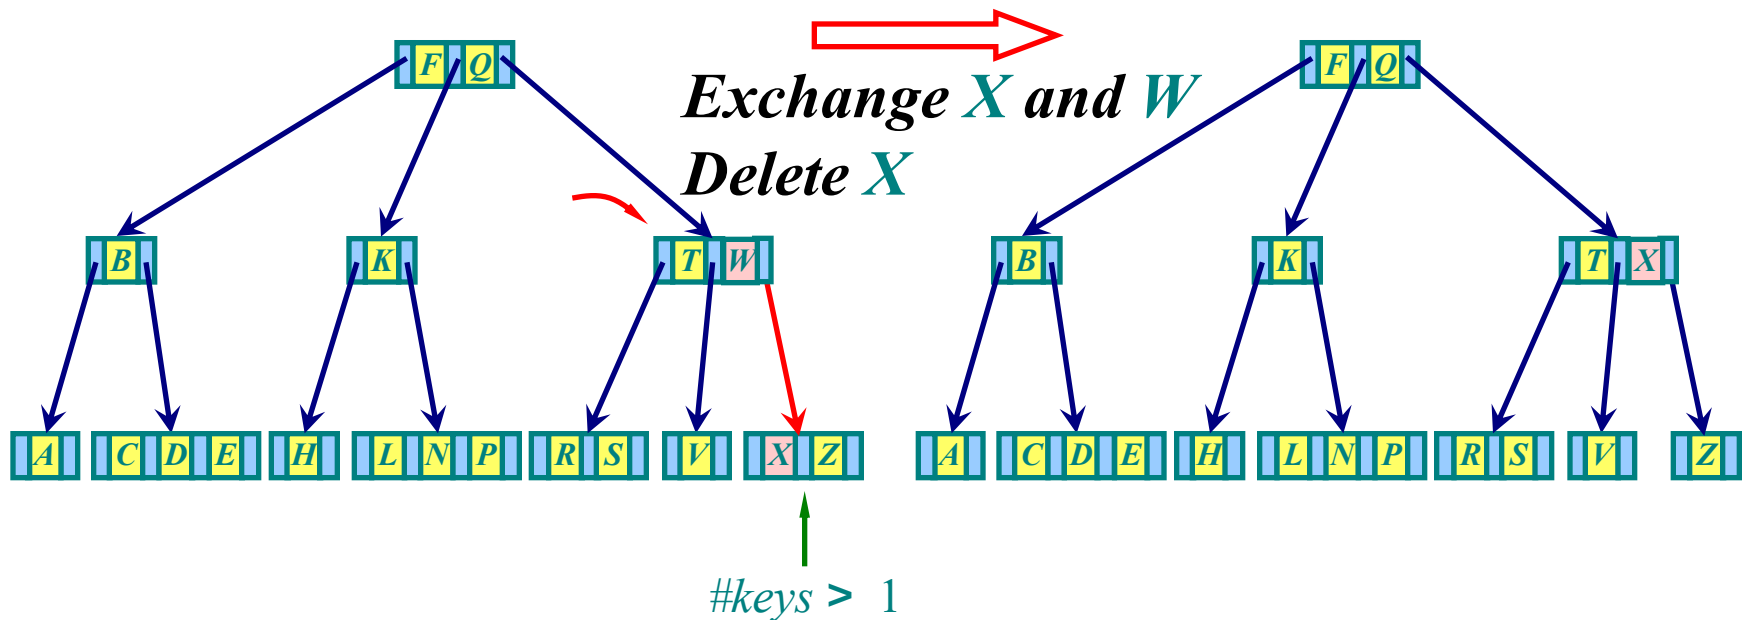 F Q
F Q
Exchange X and W
Delete X
B K T W
B K T X
A C D E H L N P R S V X Z
A C D E H L N P R S V Z
#keys > 1